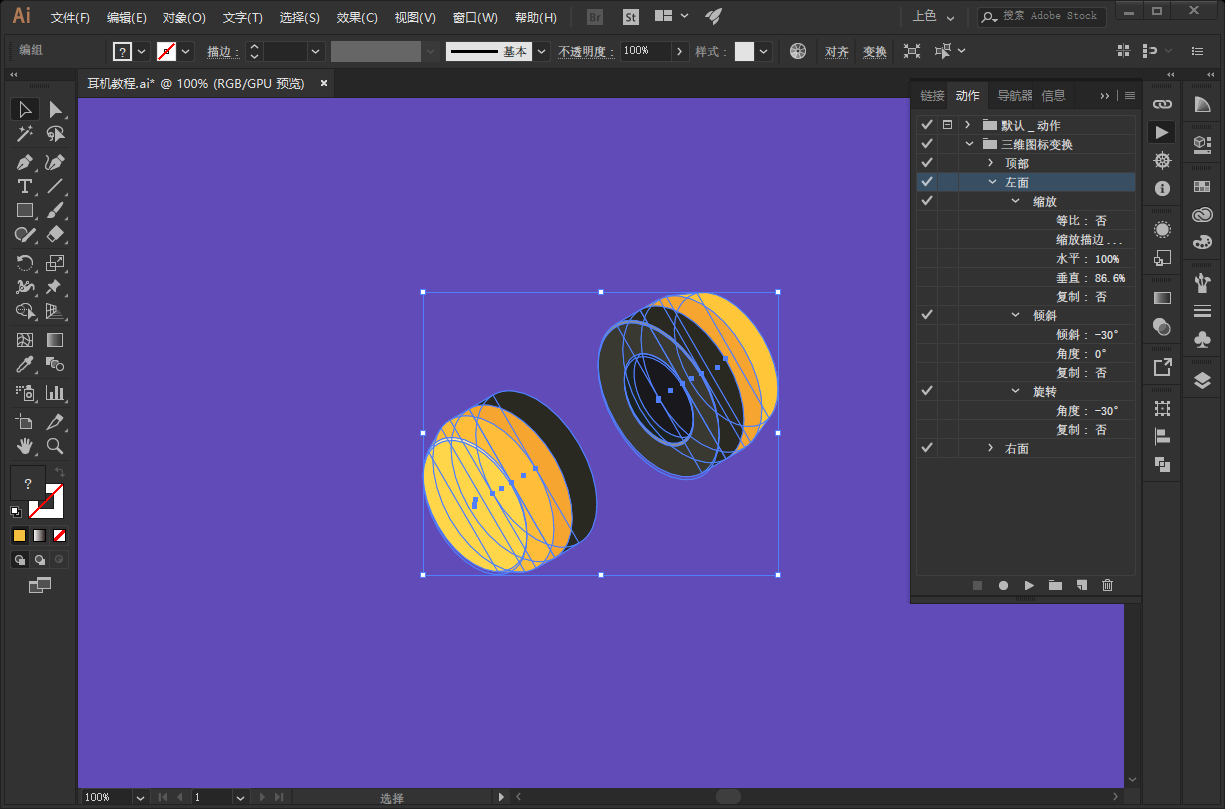 Ai 文件(F) 编辑(E) 对象(O) 文字(T) 选择(S) 效果(C) 视图(V) 窗口(W) 帮助(H) Br St 上色 搜索 Adobe Stock
编组 ? 描边： 基本 不透明度： 100% 样式： 对齐 变换
耳机教程.ai* @ 100% (RGB/GPU 预览) ×
链接 动作 导航器 信息
默认 _ 动作
三维图标变换
顶部
左面
缩放
等比： 否
缩放描边...
水平： 100%
垂直： 86.6%
复制： 否
倾斜
倾斜： -30°
角度： 0°
复制： 否
旋转
角度： -30°
复制： 否
右面
T
?
100% 1 选择